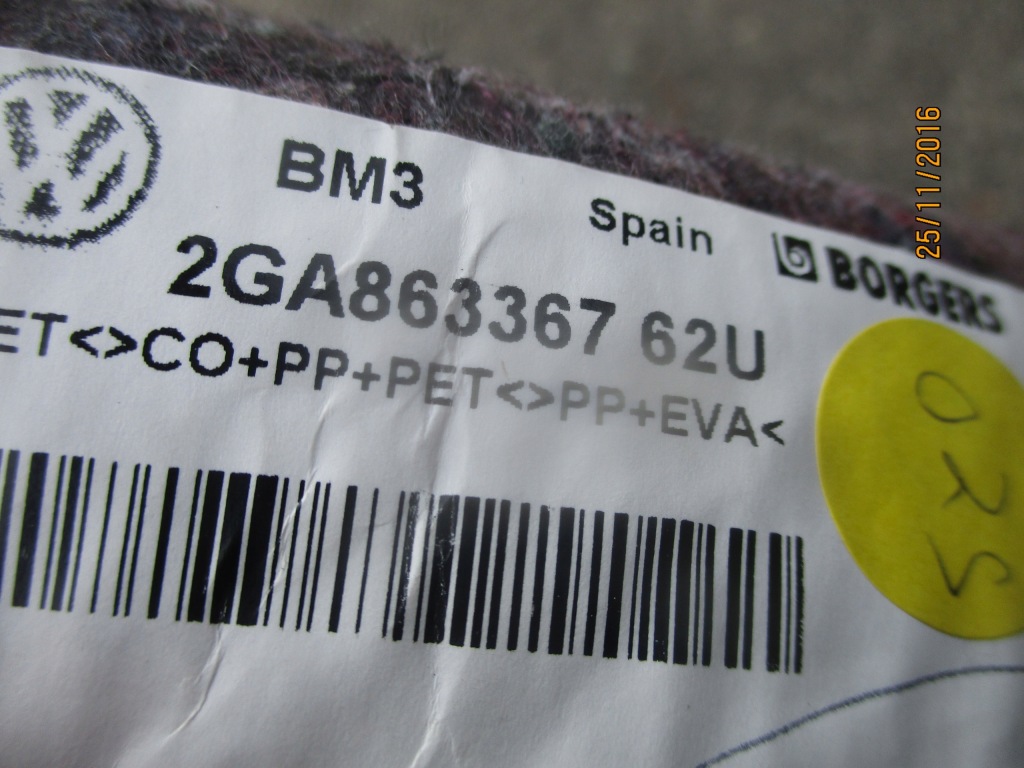 BM3
Spain
BORGERS
2GA863367 62U
ET<>CO+PP+PET<>PP+EVA<
25/11/2016